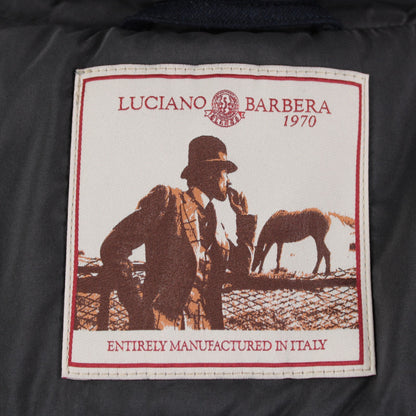 LUCIANO BARBERA
1970
ENTIRELY MANUFACTURED IN ITALY